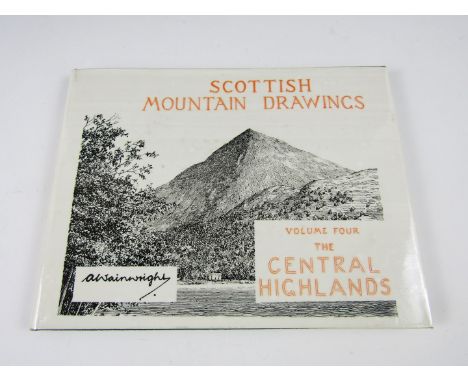 SCOTTISH
MOUNTAIN DRAWINGS
VOLUME FOUR
THE
CENTRAL
HIGHLANDS
AWainwright